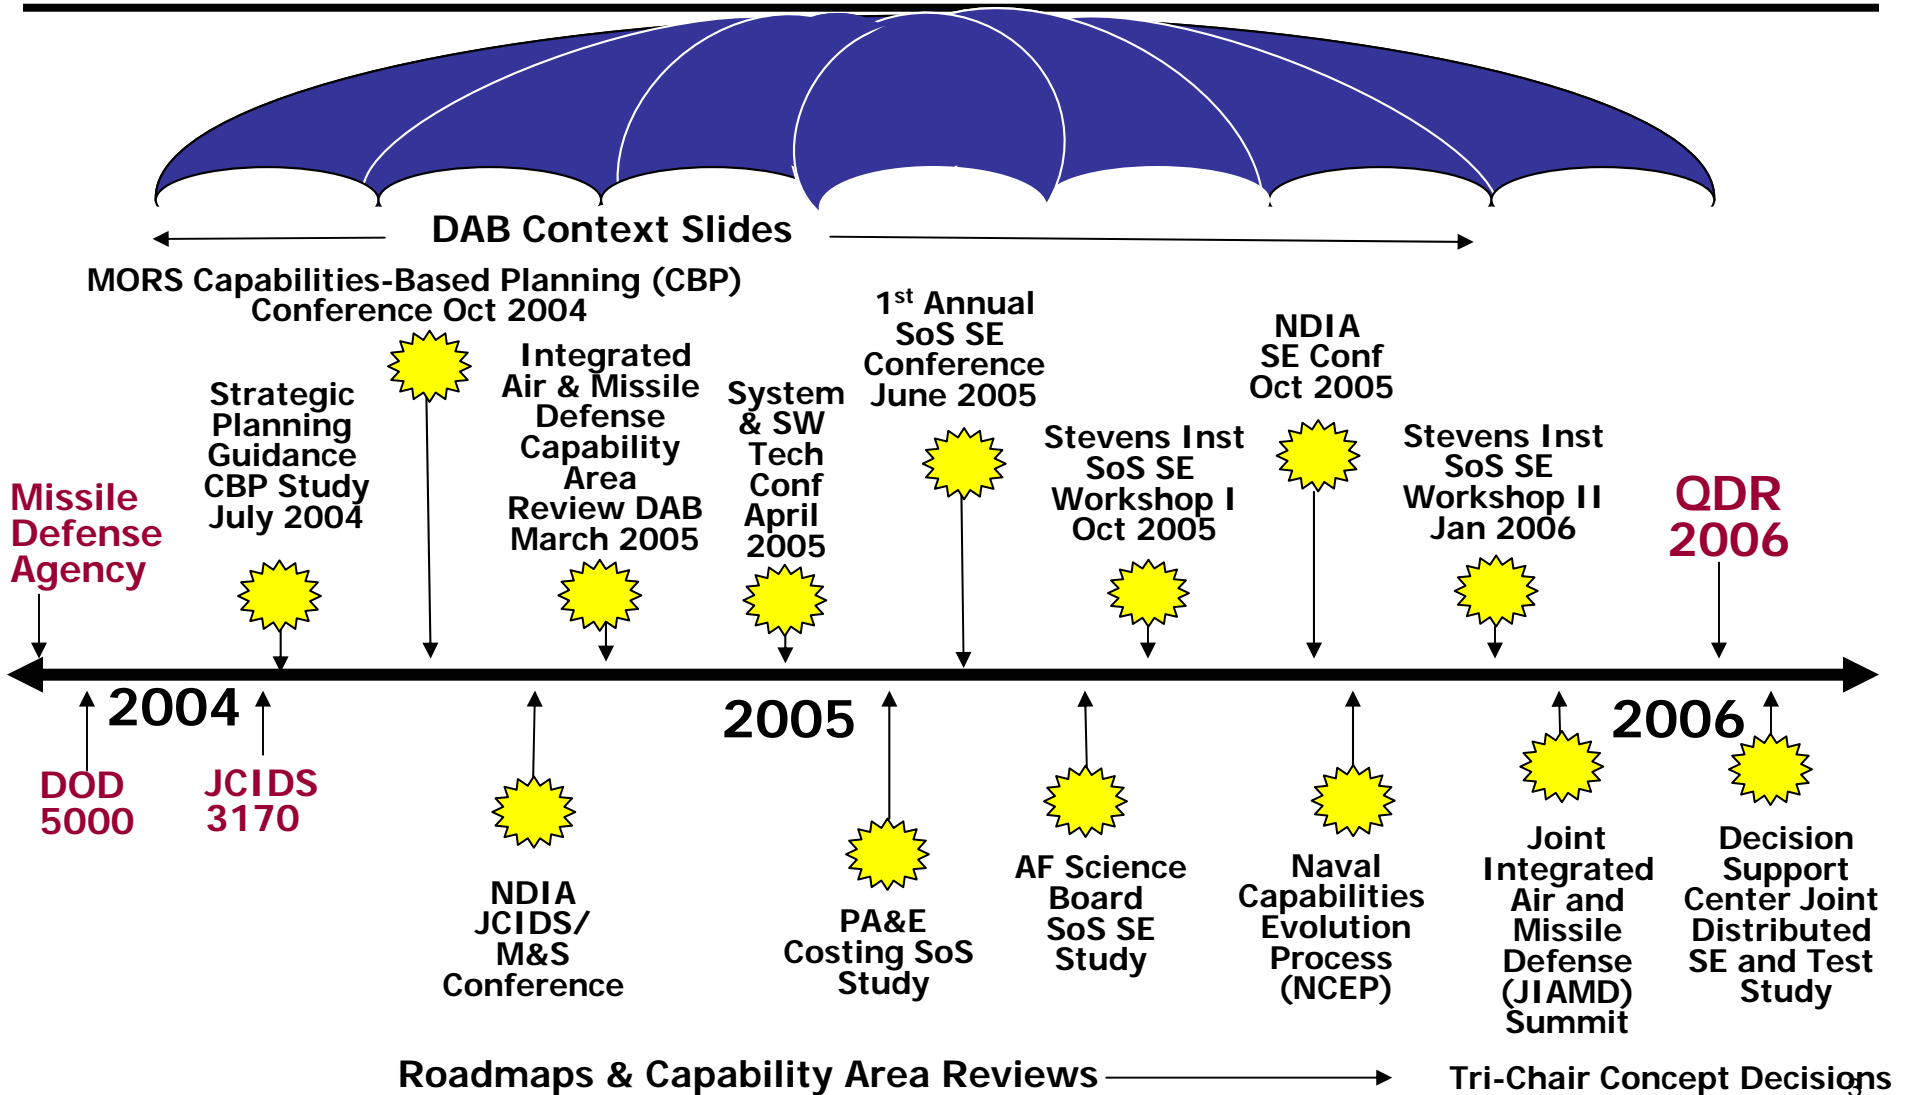 DAB Context Slides
MORS Capabilities-Based Planning (CBP)
Conference Oct 2004
Strategic
Planning
Guidance
CBP Study
July 2004
Integrated
Air & Missile
Defense
Capability
Area
Review DAB
March 2005
System
& SW
Tech
Conf
April
2005
1st Annual
SoS SE
Conference
June 2005
Stevens Inst
SoS SE
Workshop I
Oct 2005
NDIA
SE Conf
Oct 2005
Stevens Inst
SoS SE
Workshop II
Jan 2006
QDR
2006
Missile
Defense
Agency
2004
2005
2006
DOD
5000
JCIDS
3170
NDIA
JCIDS/
M&S
Conference
PA&E
Costing SoS
Study
AF Science
Board
SoS SE
Study
Naval
Capabilities
Evolution
Process
(NCEP)
Joint
Integrated
Air and
Missile
Defense
(JIAMD)
Summit
Decision
Support
Center Joint
Distributed
SE and Test
Study
Roadmaps & Capability Area Reviews
Tri-Chair Concept Decisions